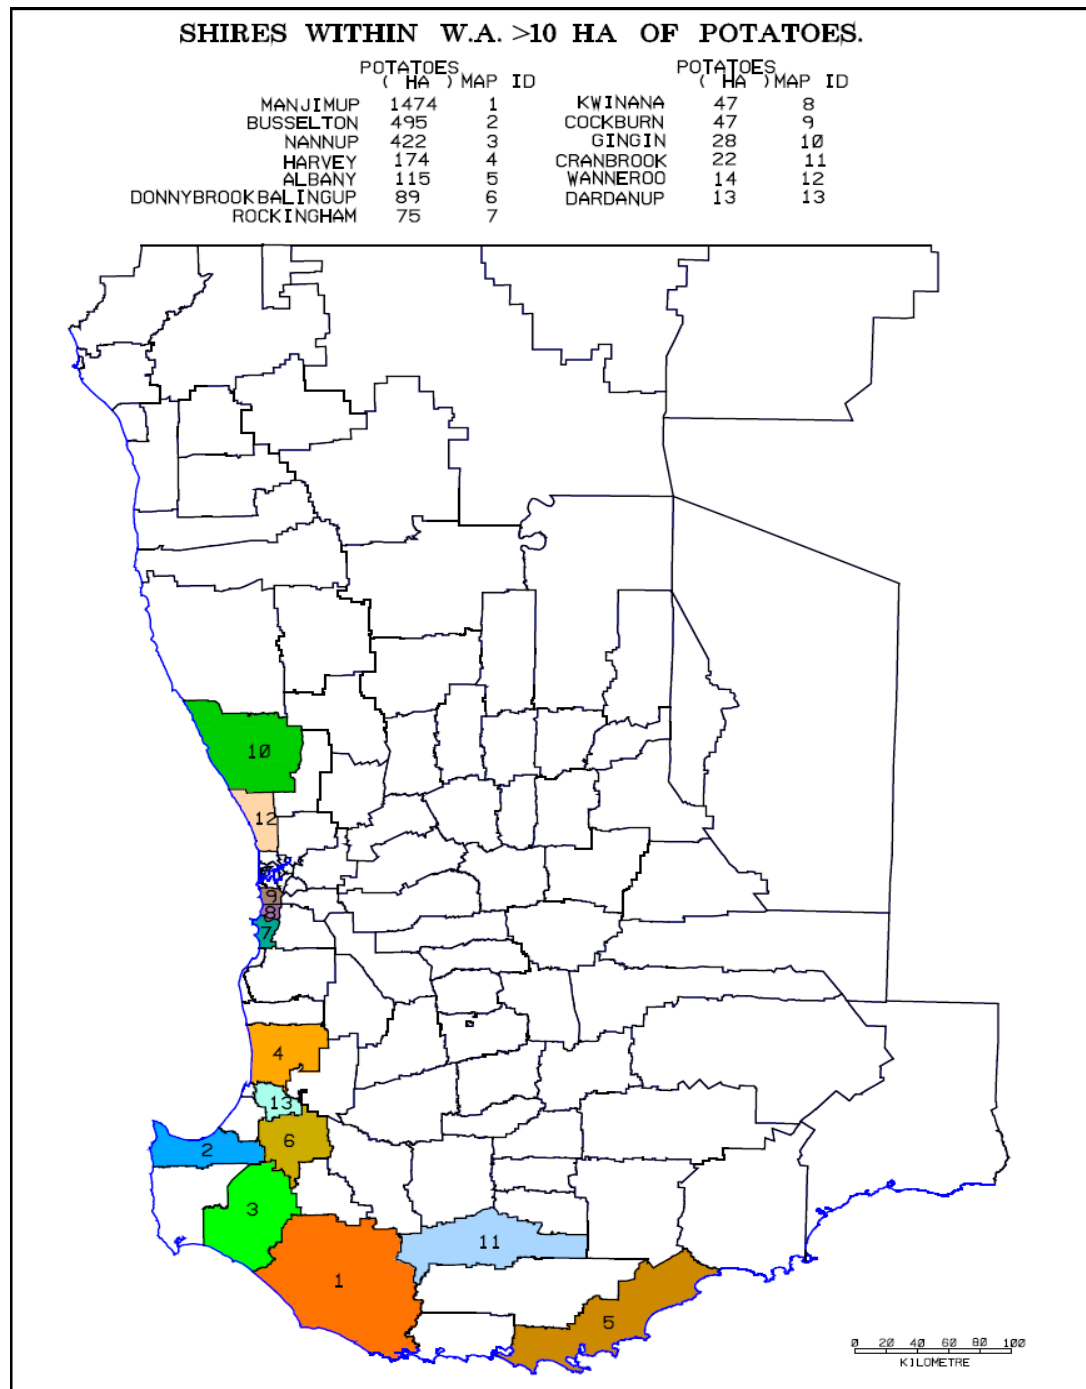 SHIRES WITHIN W.A. >10 HA OF POTATOES.
POTATOES
( HA ) MAP ID
MANJIMUP 1474 1
BUSSELTON 495 2
NANNUP 422 3
HARVEY 174 4
ALBANY 115 5
DONNYBROOKBALINGUP 89 6
ROCKINGHAM 75 7
POTATOES
( HA ) MAP ID
KWINANA 47 8
COCKBURN 47 9
GINGIN 28 10
CRANBROOK 22 11
WANNEROO 14 12
DARDANUP 13 13
10
12
9
8
7
4
13
6
2
3
11
1
5
0 20 40 60 80 100
KILOMETRE